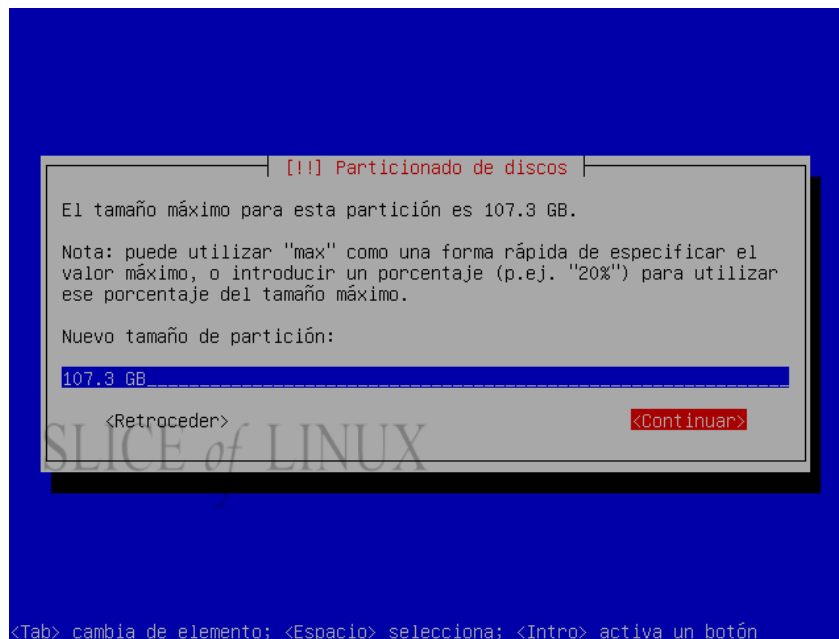 [!!] Particionado de discos
El tamaño máximo para esta partición es 107.3 GB.
Nota: puede utilizar "max" como una forma rápida de especificar el
valor máximo, o introducir un porcentaje (p.ej. "20%") para utilizar
ese porcentaje del tamaño máximo.
Nuevo tamaño de partición:
107.3 GB
<Retroceder> <Continuar>
SLICE of LINUX
<Tab> cambia de elemento; <Espacio> selecciona; <Intro> activa un botón